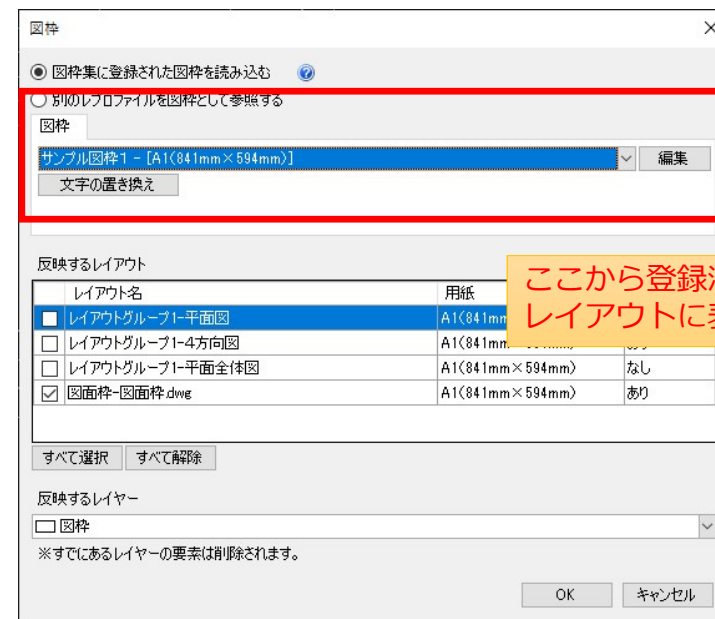 図枠
図枠集に登録された図枠を読み込む
別のレブロファイルを図枠として参照する
図枠
サンプル図枠1 - [A1(841mm×594mm)]
編集
文字の置き換え
反映するレイアウト
レイアウト名 用紙
ここから登録
レイアウトに
レイアウトグループ1-平面図 A1(841mm
レイアウトグループ1-4方向図 A1(841mm×594mm)
レイアウトグループ1-平面全体図 A1(841mm×594mm) なし
図面枠-図面枠.dwg A1(841mm×594mm) あり
すべて選択 すべて解除
反映するレイヤー
図枠
※すでにあるレイヤーの要素は削除されます。
OK キャンセル